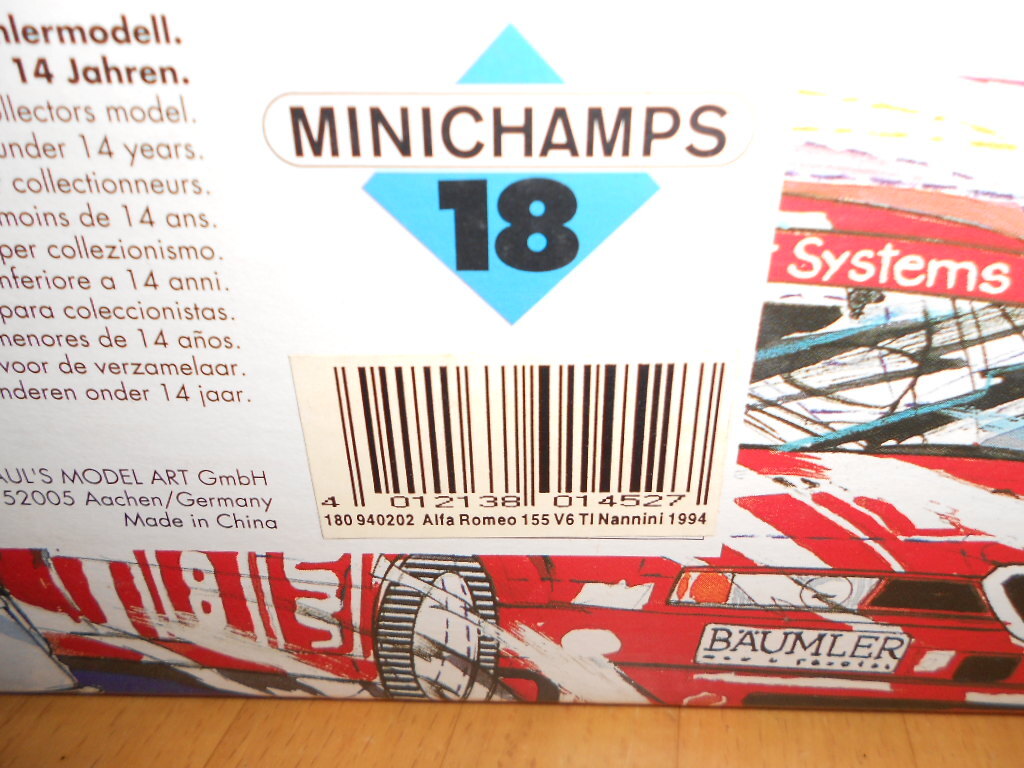 hlermodell.
14 Jahren.
ollectors model.
under 14 years.
collectionneurs.
moins de 14 ans.
per collezionismo.
nferiore a 14 anni.
para coleccionistas.
menores de 14 años.
voor de verzamelaar.
nderen onder 14 jaar.
AUL'S MODEL ART GmbH
52005 Aachen/Germany
Made in China
MINICHAMPS
18
4 012138 014527
180 940202 Alfa Romeo 155 V6 TI Nannini 1994
Systems
BÄUMLER